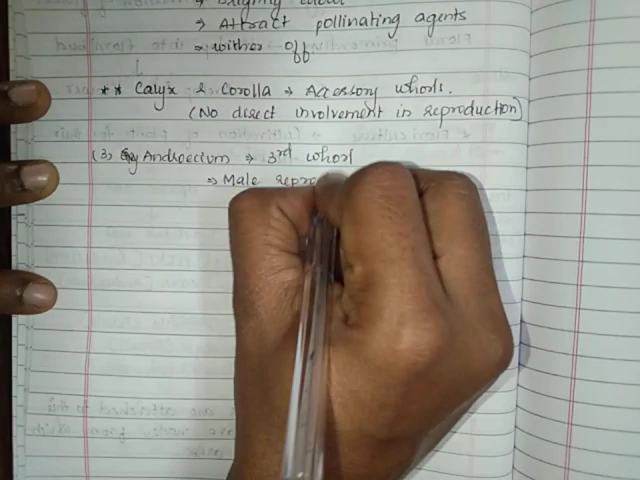 ⇒ Attract pollinating agents
⇒ wither off
** Calyx & Corolla → Accessory whorls.
(No direct involvement in reproduction)
(3) Androecium ⇒ 3rd whorl
⇒ Male repro